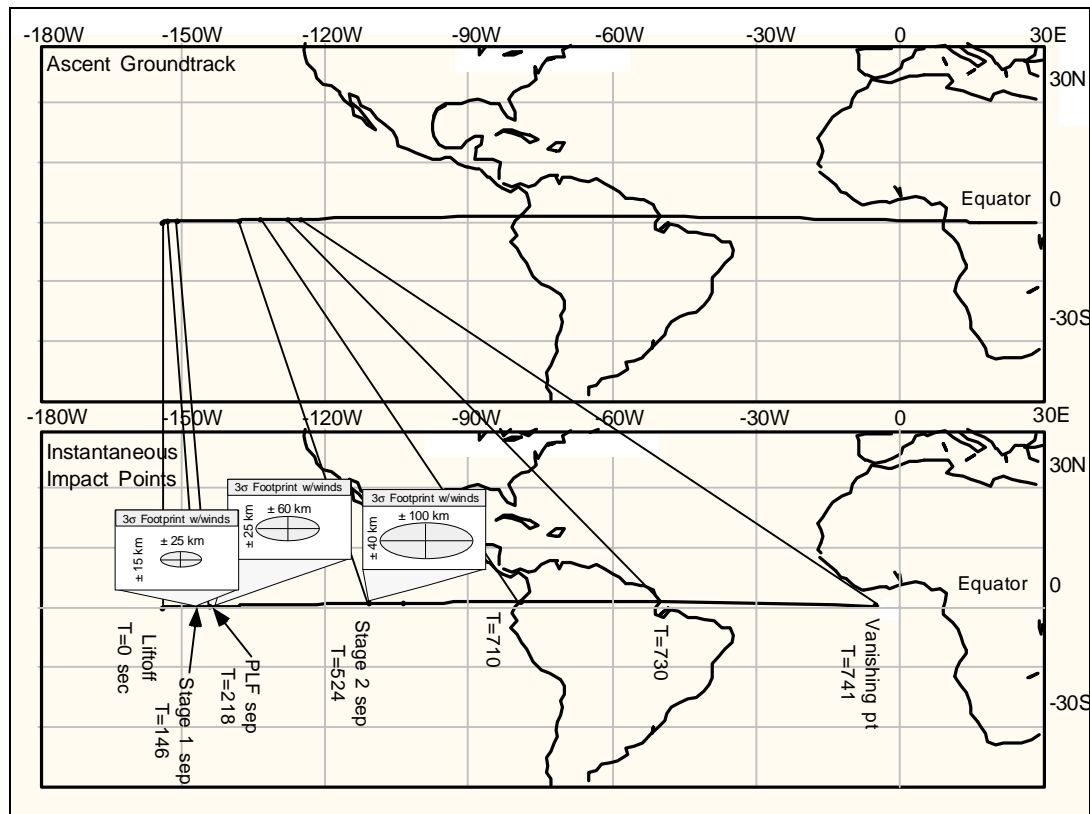 -180W -150W -120W -90W -60W -30W 0 30E
Ascent Groundtrack
30N
0
Equator
-30S
-180W -150W -120W -90W -60W -30W 0 30E
Instantaneous
Impact Points
30N
3σ Footprint w/winds
± 60 km
± 25 km
3σ Footprint w/winds
± 100 km
± 40 km
3σ Footprint w/winds
± 25 km
± 15 km
Equator
0
-30S
Liftoff
T=0 sec
Stage 1 sep
T=146
PLF sep
T=218
Stage 2 sep
T=524
T=710
T=730
Vanishing pt
T=741